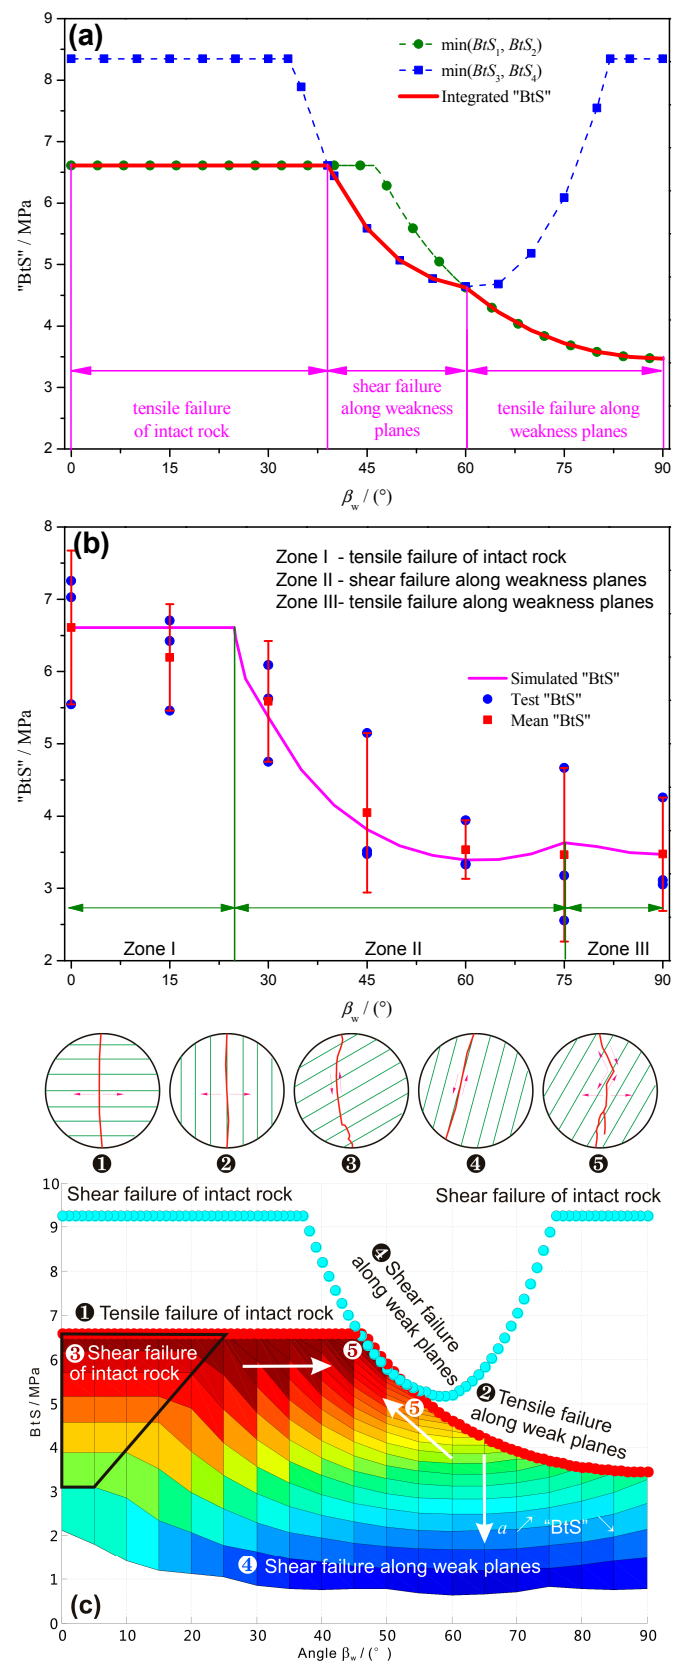 (a)
min(BtS1, BtS2)
min(BtS3, BtS4)
Integrated "BtS"
9
8
7
6
5
4
3
2
"BtS" / MPa
tensile failure
of intact rock
shear failure
along weakness
planes
tensile failure along
weakness planes
0 15 30 45 60 75 90
βw / (°)
(b)
Zone I - tensile failure of intact rock
Zone II - shear failure along weakness planes
Zone III- tensile failure along weakness planes
Simulated "BtS"
Test "BtS"
Mean "BtS"
8
7
6
5
4
3
2
"BtS" / MPa
Zone I Zone II Zone III
0 15 30 45 60 75 90
βw / (°)
❶ ❷ ❸ ❹ ❺
Shear failure of intact rock
Shear failure of intact rock
❹ Shear failure
along weak planes
❶ Tensile failure of intact rock
❸ Shear failure
of intact rock
❺
❺
❷ Tensile failure
along weak planes
a ↗ “BtS” ↘
❹ Shear failure along weak planes
(c)
10
9
8
7
6
5
4
3
2
1
0
BtS / MPa
0 10 20 30 40 50 60 70 80 90
Angle βw / (°)